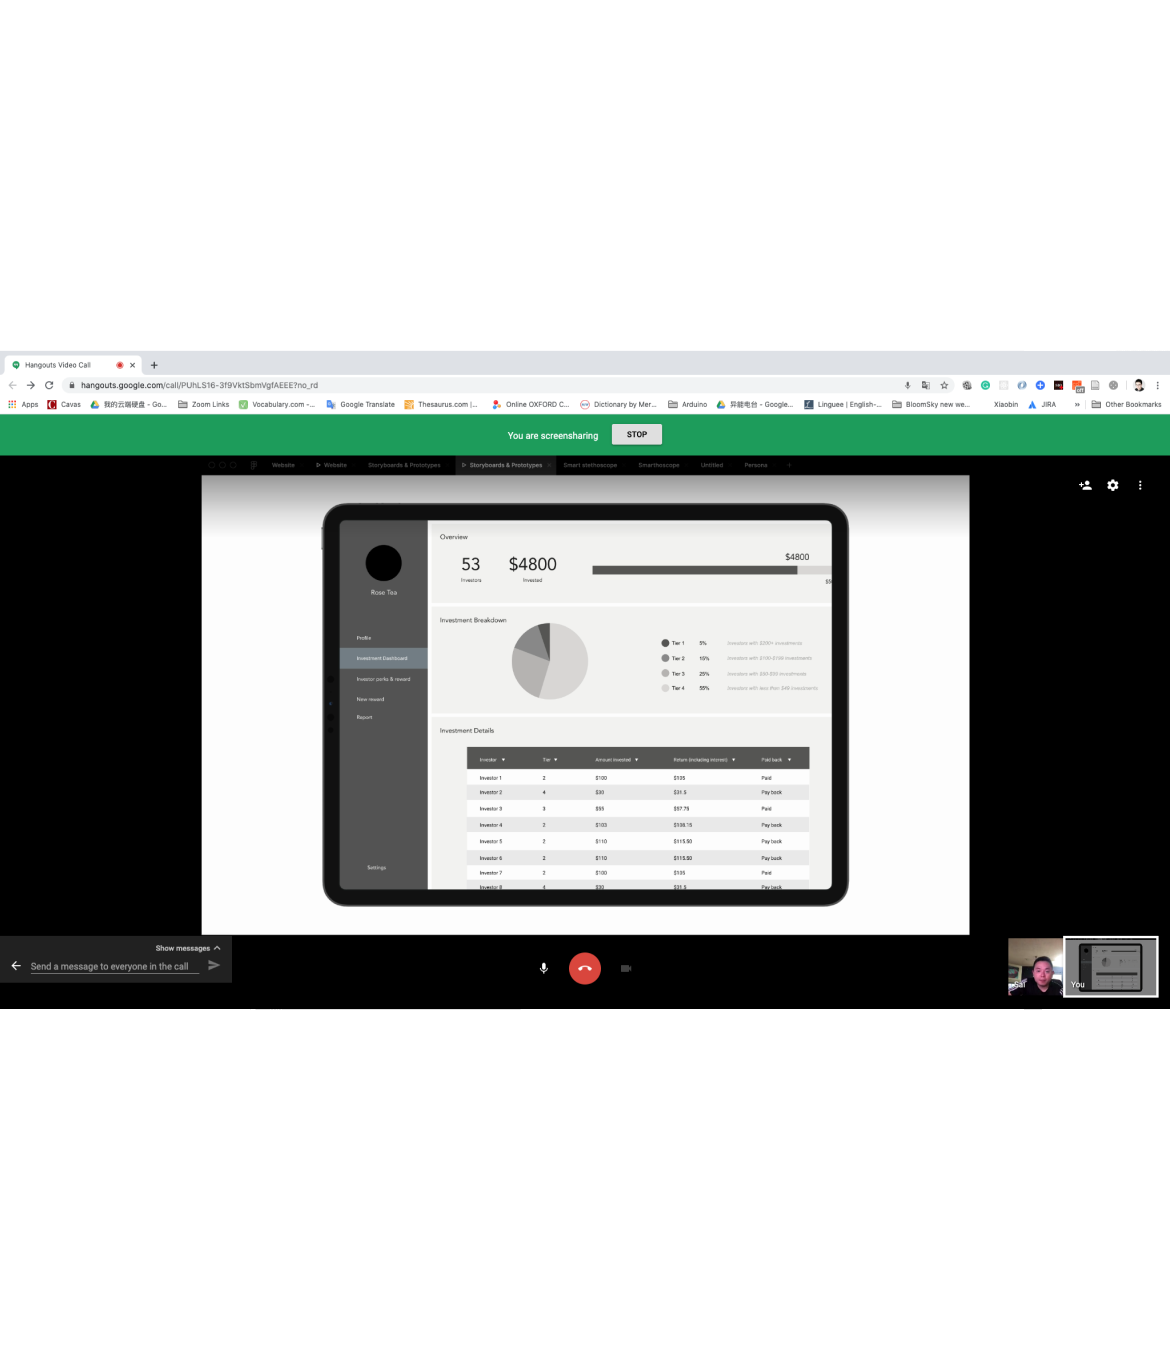 Hangouts Video Call
hangouts.google.com/call/PUhLS16-3f9VktSbmVgfAEEE?no_rd
Apps Cavas 我的云端硬盘 - Go... Zoom Links Vocabulary.com -... Google Translate Thesaurus.com |... Online OXFORD C... Dictionary by Mer... Arduino 异能电台 - Google... Linguee | English-... BloomSky new we... Xiaobin JIRA » Other Bookmarks
You are screensharing STOP
Website Website Storyboards & Prototypes Storyboards & Prototypes Smart stethoscope Smarthoscope Untitled Persona
Rose Tea
Profile
Investment Dashboard
Investor perks & reward
New reward
Report
Settings
Overview
$4800
53 $4800
Investors Invested
Investment Breakdown
Tier 1 5% Investors with $200+ investments
Tier 2 15% Investors with $100-$199 investments
Tier 3 25% Investors with $50-$99 investments
Tier 4 55% Investors with less than $49 investments
Investment Details
Investor Tier Amount invested Return (including interest) Paid back
Investor 1 2 $100 $105 Paid
Investor 2 4 $30 $31.5 Pay back
Investor 3 3 $55 $57.75 Paid
Investor 4 2 $103 $108.15 Pay back
Investor 5 2 $110 $115.50 Pay back
Investor 6 2 $110 $115.50 Pay back
Investor 7 2 $100 $105 Paid
Investor 8 4 $30 $31.5 Pay back
Show messages
Send a message to everyone in the call
Sai
You